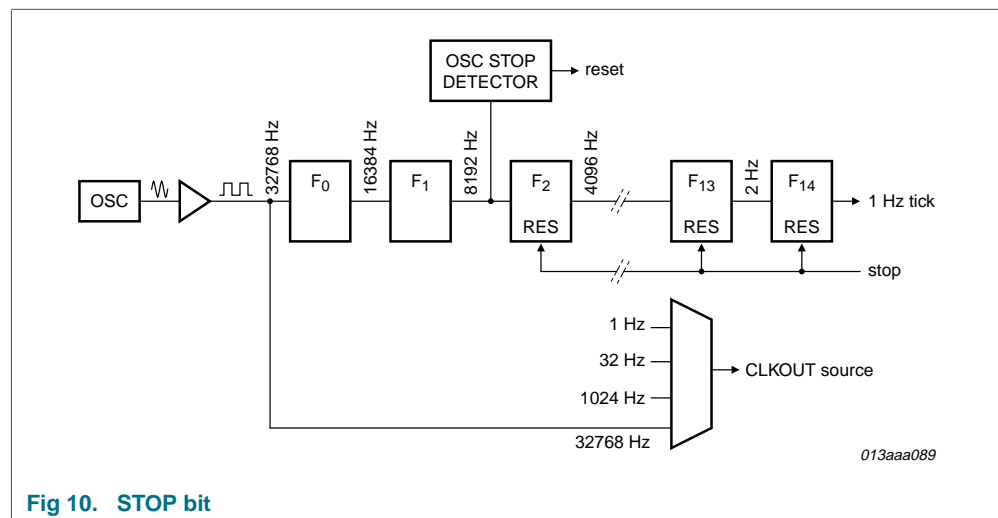 OSC STOP
DETECTOR
reset
OSC
32768 Hz
F0
16384 Hz
F1
8192 Hz
F2
RES
4096 Hz
F13
RES
2 Hz
F14
RES
1 Hz tick
stop
1 Hz
32 Hz
1024 Hz
32768 Hz
CLKOUT source
013aaa089
Fig 10. STOP bit